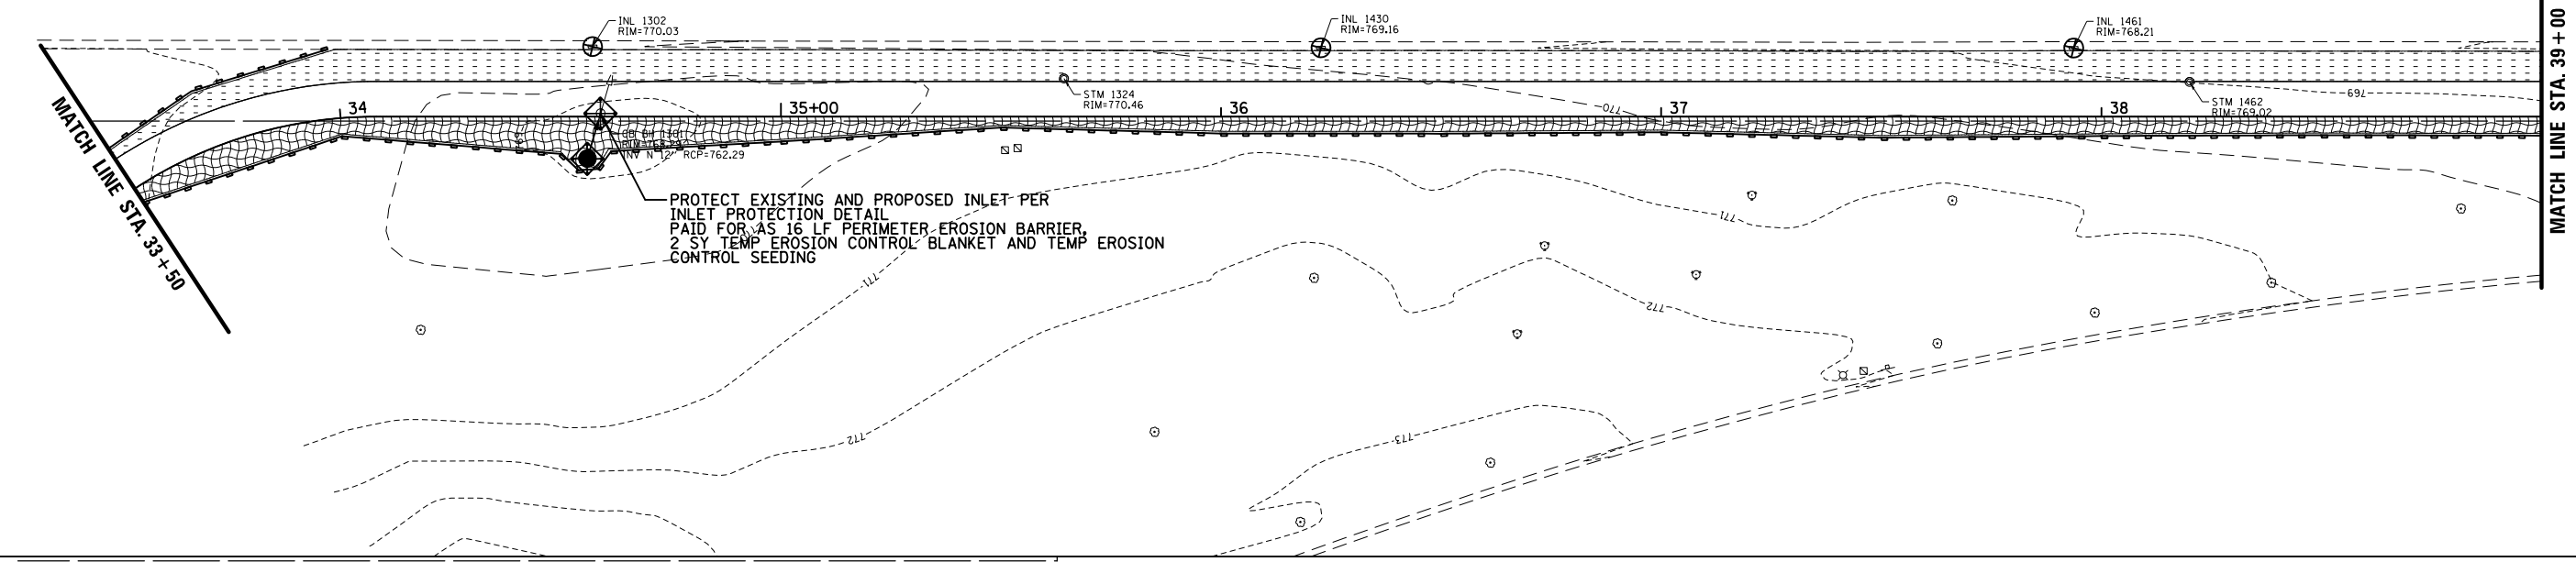 INL 1302
RIM=770.03
INL 1430
RIM=769.16
INL 1461
RIM=768.21
MATCH LINE STA. 39+00
STM 1324
RIM=770.46
STM 1462
RIM=769.02
769
770
34
35+00
36
37
38
MATCH LINE STA. 33+50
INV N 12" RCP=762.29
PROTECT EXISTING AND PROPOSED INLET PER
INLET PROTECTION DETAIL
PAID FOR AS 16 LF PERIMETER EROSION BARRIER,
2 SY TEMP EROSION CONTROL BLANKET AND TEMP EROSION
CONTROL SEEDING
771
771
772
772
773